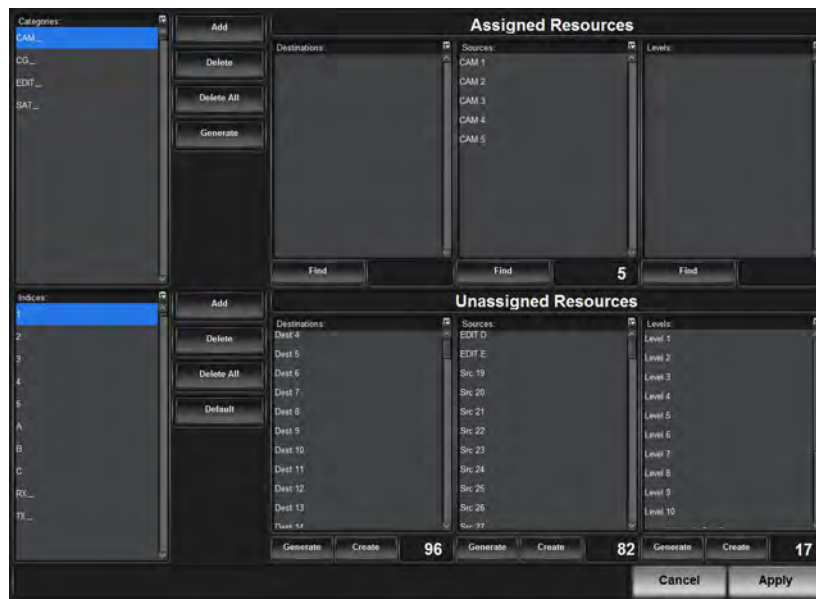 Categories:
CAM_
CG_
EDIT_
SAT_
Add
Delete
Delete All
Generate
Assigned Resources
Destinations:
Find
Sources:
CAM 1
CAM 2
CAM 3
CAM 4
CAM 5
Find
5
Levels:
Find
Indices:
1
2
3
4
5
A
B
C
RX_
TX_
Add
Delete
Delete All
Default
Unassigned Resources
Destinations:
Dest 4
Dest 5
Dest 6
Dest 7
Dest 8
Dest 9
Dest 10
Dest 11
Dest 12
Dest 13
Dest 14
Generate
Create
96
Sources:
EDIT D
EDIT E
Src 19
Src 20
Src 21
Src 22
Src 23
Src 24
Src 25
Src 26
Src 27
Generate
Create
82
Levels:
Level 1
Level 2
Level 3
Level 4
Level 5
Level 6
Level 7
Level 8
Level 9
Level 10
Generate
Create
17
Cancel
Apply